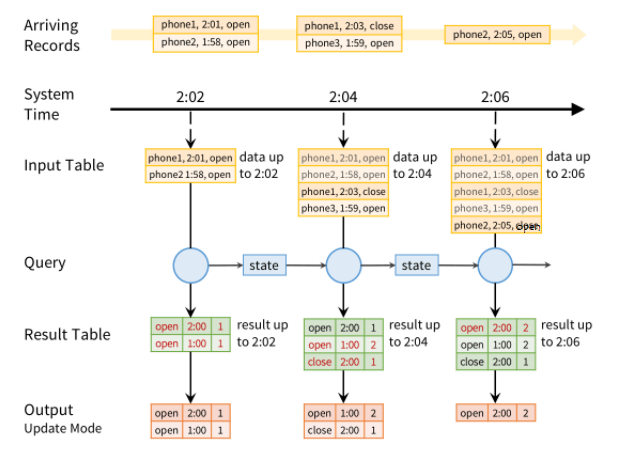 Arriving
Records
phone1, 2:01, open
phone2, 1:58, open
phone1, 2:03, close
phone3, 1:59, open
phone2, 2:05, open
System
Time
2:02
2:04
2:06
Input Table
phone1, 2:01, open
phone2 1:58, open
data up
to 2:02
phone1, 2:01, open
phone2, 1:58, open
phone1, 2:03, close
phone3, 1:59, open
data up
to 2:04
phone1, 2:01, open
phone2, 1:58, open
phone1, 2:03, close
phone3, 1:59, open
phone2, 2:05, open
data up
to 2:06
Query
state
state
Result Table
open 2:00 1
open 1:00 1
result up
to 2:02
open 2:00 1
open 1:00 2
close 2:00 1
result up
to 2:04
open 2:00 2
open 1:00 2
close 2:00 1
result up
to 2:06
Output
Update Mode
open 2:00 1
open 1:00 1
open 1:00 2
close 2:00 1
open 2:00 2